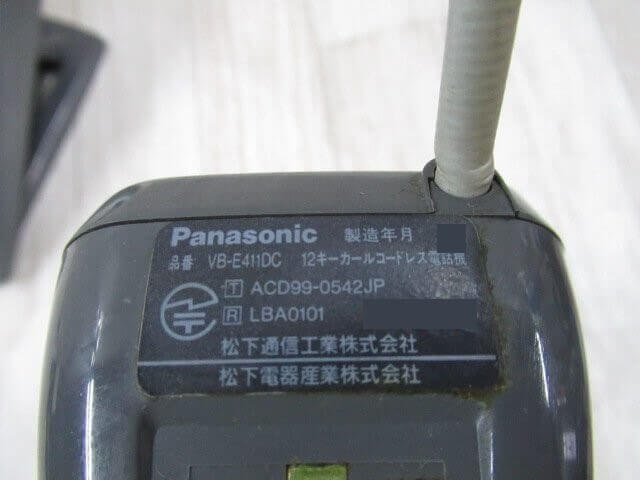 Panasonic 製造年月
品番 VB-E411DC 12キーカールコードレス電話機
T ACD99-0542JP
R LBA0101
松下通信工業株式会社
松下電器産業株式会社